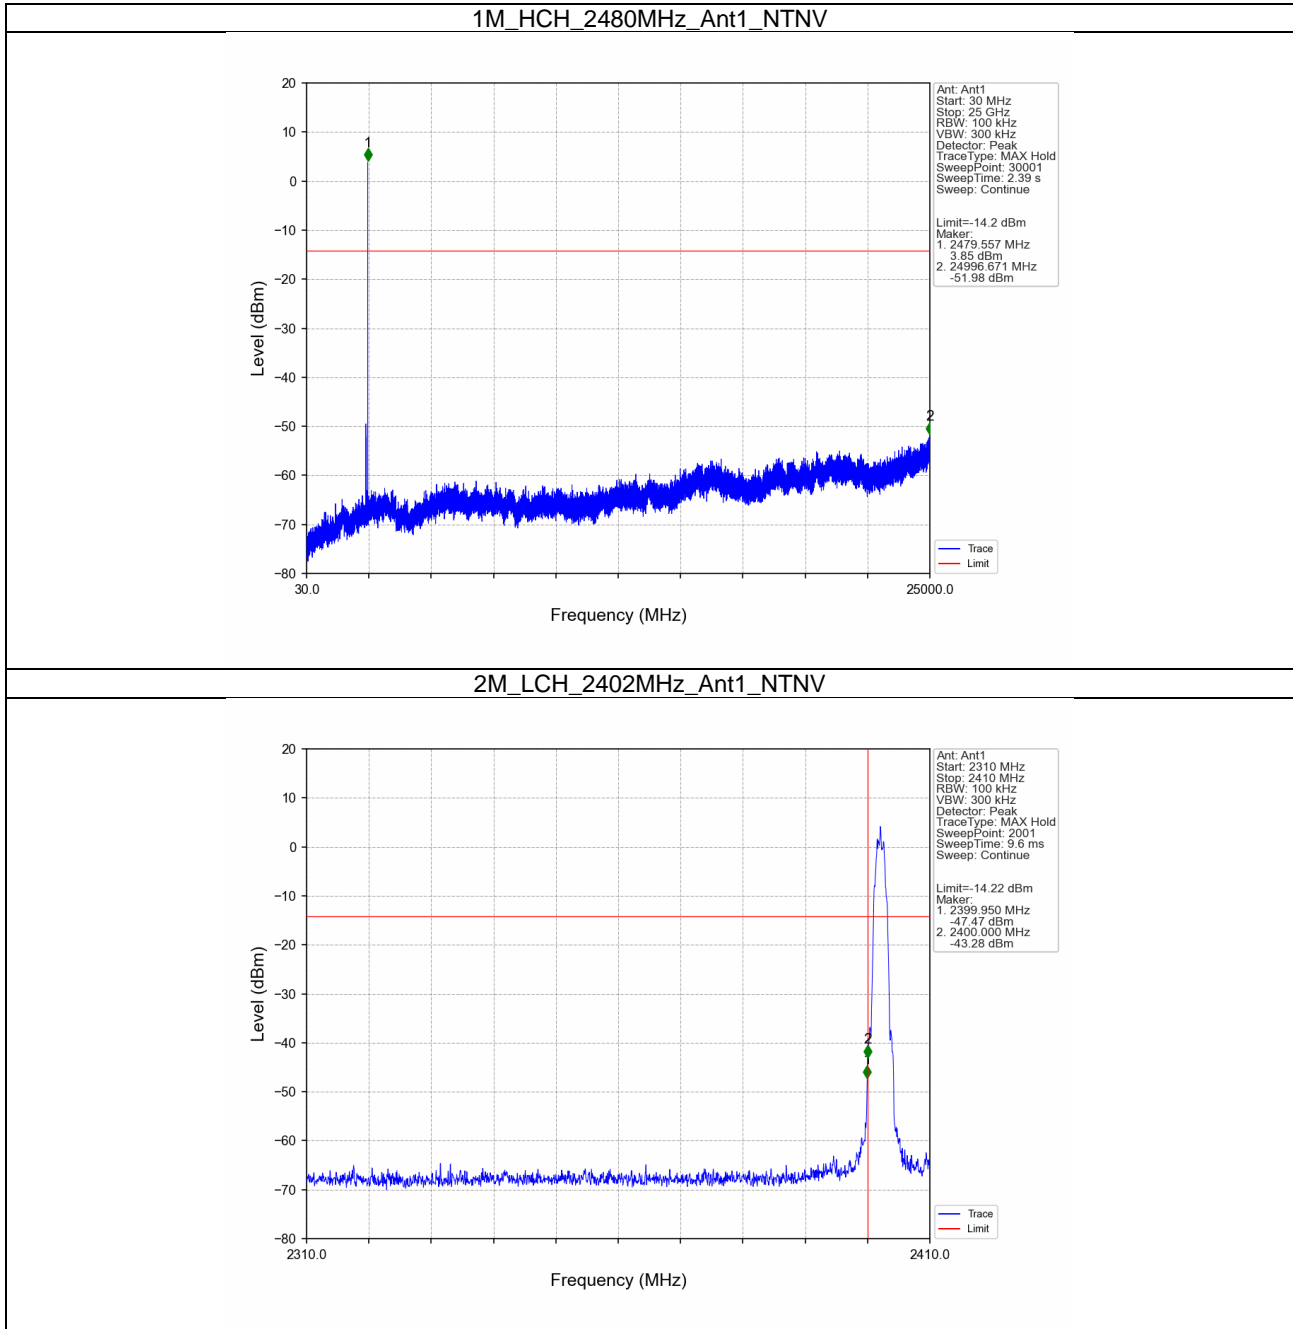 1M_HCH_2480MHz_Ant1_NTNV
20
10
0
−10
−20
−30
−40
−50
−60
−70
−80
Level (dBm)
1
2
30.0
25000.0
Frequency (MHz)
Ant: Ant1
Start: 30 MHz
Stop: 25 GHz
RBW: 100 kHz
VBW: 300 kHz
Detector: Peak
TraceType: MAX Hold
SweepPoint: 30001
SweepTime: 2.39 s
Sweep: Continue
Limit=-14.2 dBm
Maker:
1. 2479.557 MHz
3.85 dBm
2. 24996.671 MHz
-51.98 dBm
Trace
Limit
2M_LCH_2402MHz_Ant1_NTNV
20
10
0
−10
−20
−30
−40
−50
−60
−70
−80
Level (dBm)
2
1
2310.0
2410.0
Frequency (MHz)
Ant: Ant1
Start: 2310 MHz
Stop: 2410 MHz
RBW: 100 kHz
VBW: 300 kHz
Detector: Peak
TraceType: MAX Hold
SweepPoint: 2001
SweepTime: 9.6 ms
Sweep: Continue
Limit=-14.22 dBm
Maker:
1. 2399.950 MHz
-47.47 dBm
2. 2400.000 MHz
-43.28 dBm
Trace
Limit